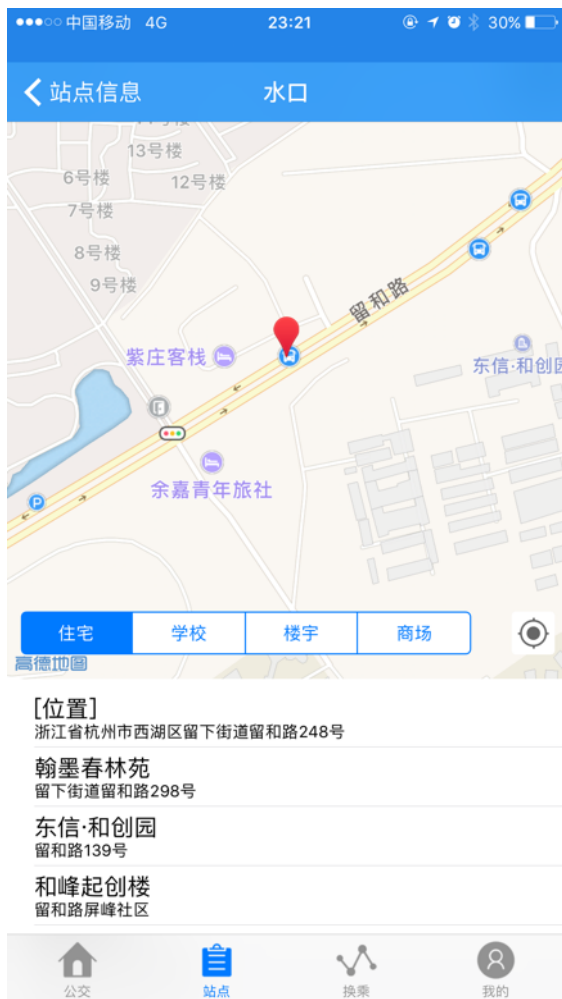 中国移动 4G 23:21 30%
站点信息 水口
13号楼
6号楼 12号楼
7号楼
8号楼
9号楼
留和路
紫庄客栈
东信·和创园
余嘉青年旅社
P
住宅 学校 楼宇 商场
高德地图
[位置]
浙江省杭州市西湖区留下街道留和路248号
翰墨春林苑
留下街道留和路298号
东信·和创园
留和路139号
和峰起创楼
留和路屏峰社区
公交 站点 换乘 我的